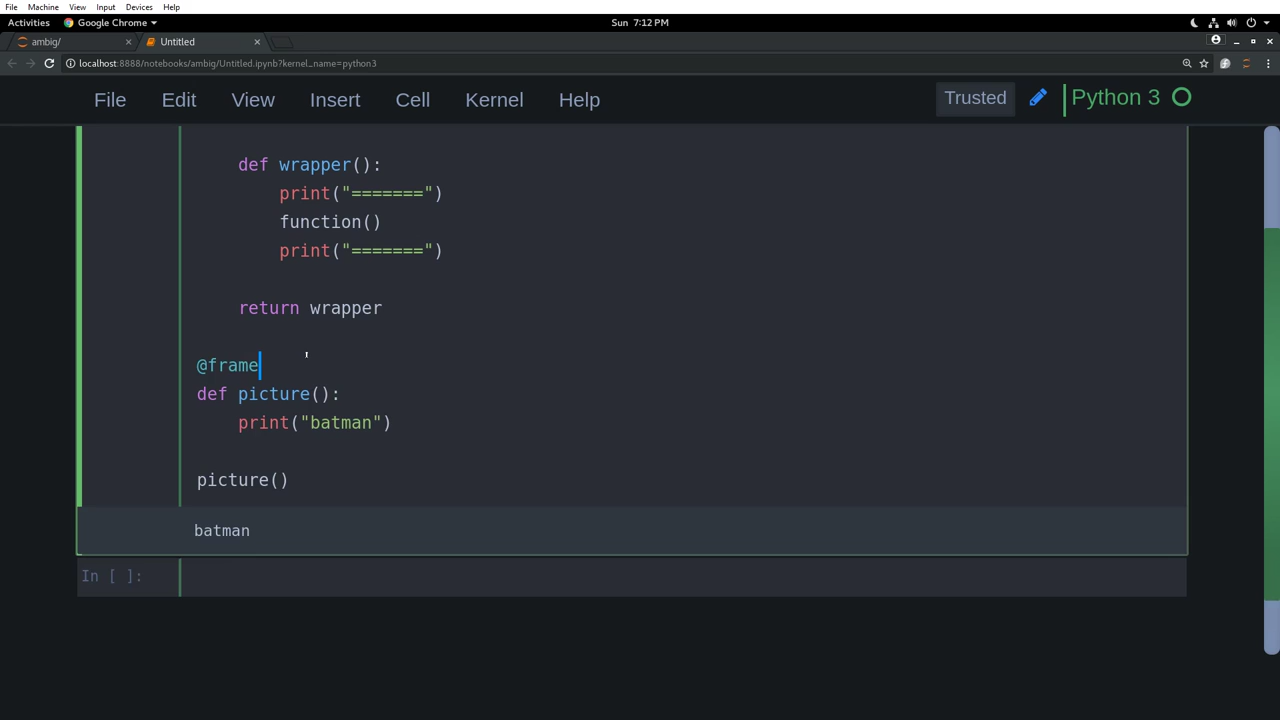 File Machine View Input Devices Help
Activities Google Chrome Sun 7:12 PM
ambig/ Untitled
localhost:8888/notebooks/ambig/Untitled.ipynb?kernel_name=python3
File Edit View Insert Cell Kernel Help Trusted Python 3
def wrapper():
print("=======")
function()
print("=======")
return wrapper
@frame
def picture():
print("batman")
picture()
batman
In [ ]: